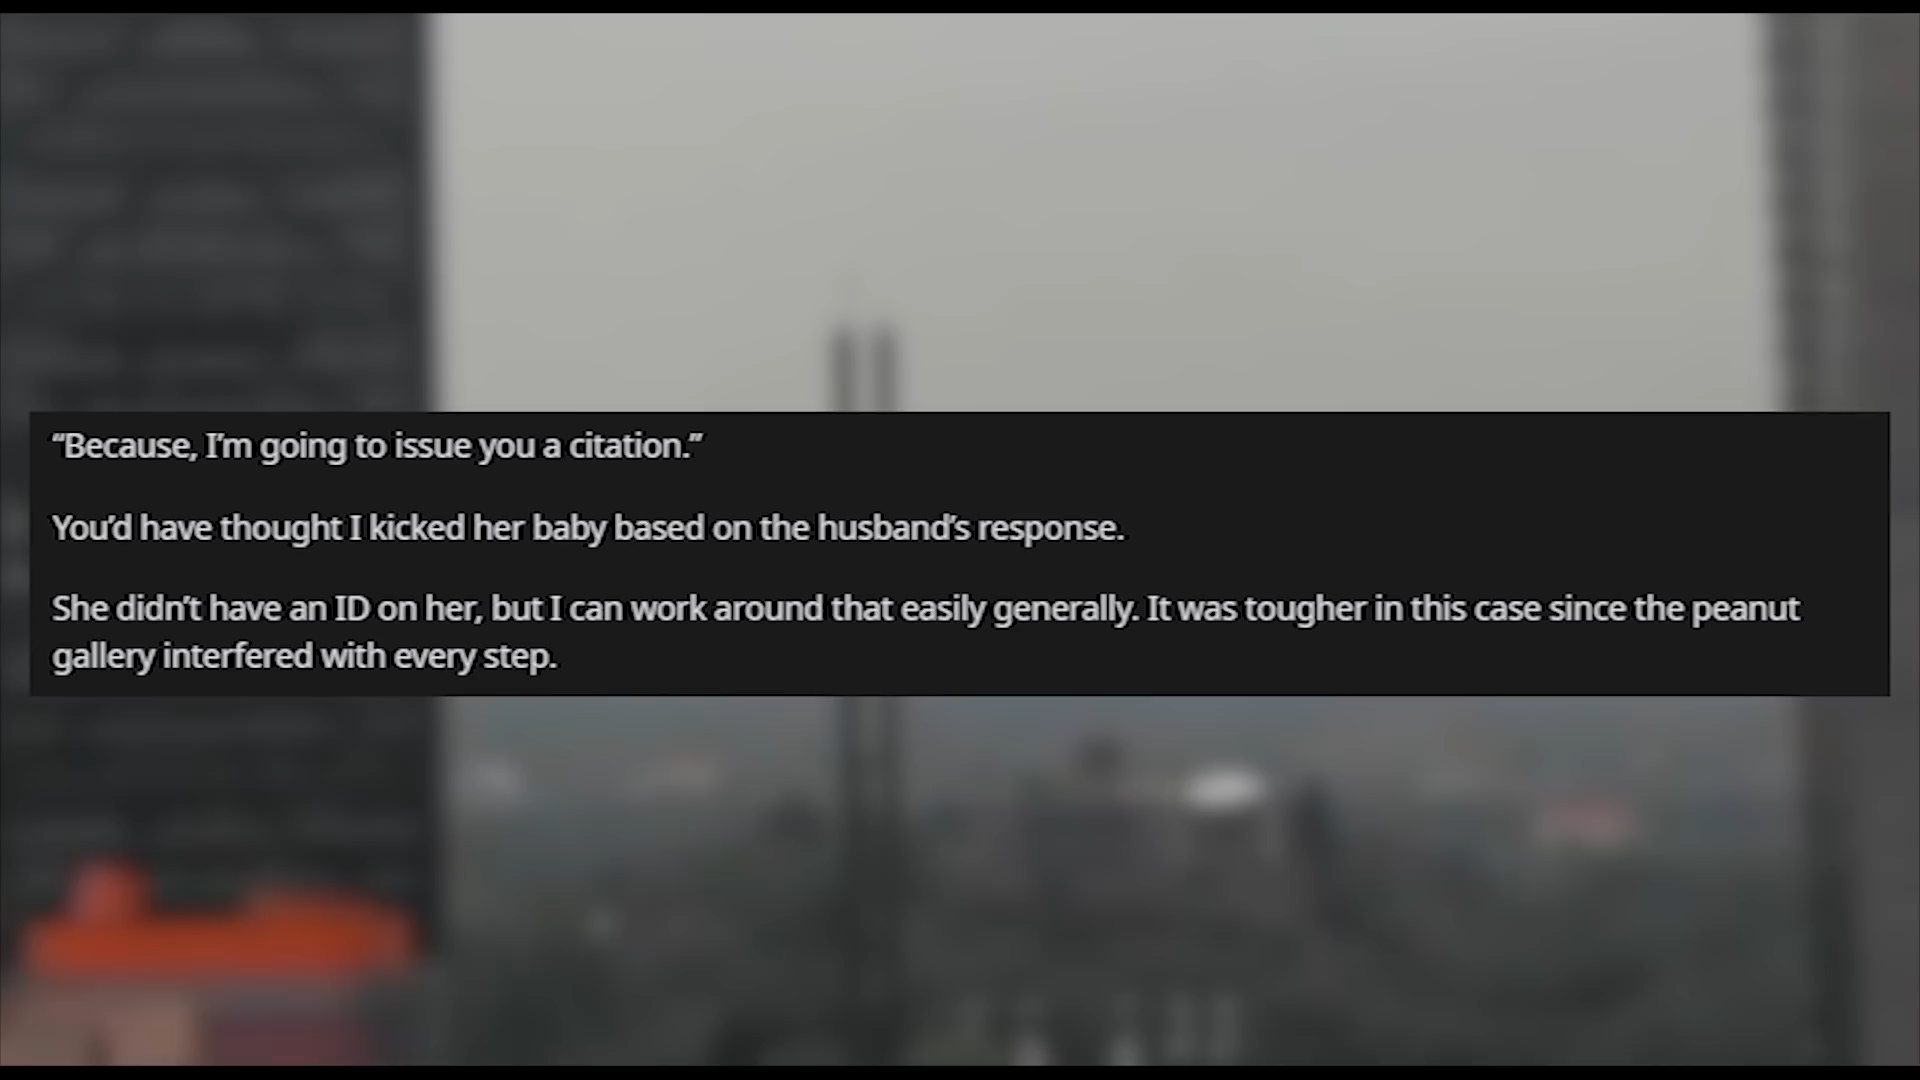 “Because, I’m going to issue you a citation.”
You’d have thought I kicked her baby based on the husband’s response.
She didn’t have an ID on her, but I can work around that easily generally. It was tougher in this case since the peanut
gallery interfered with every step.